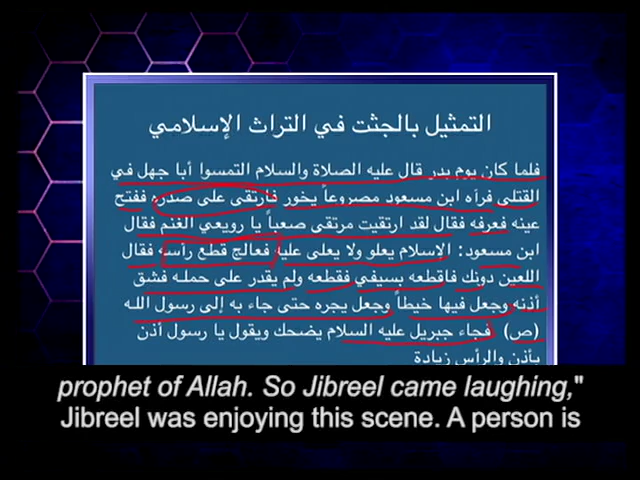 التمثيل بالجثث في التراث الإسلامي
فلما كان يوم بدر قال عليه الصلاة والسلام التمسوا أبا جهل في
القتلى فرآه ابن مسعود مصروعاً يخور فارتقى على صدره ففتح
عينه فعرفه فقال لقد ارتقيت مرتقى صعباً يا رويعي الغنم فقال
ابن مسعود: الاسلام يعلو ولا يعلى عليه فعالج قطع راسه فقال
اللعين دونك فاقطعه بسيفي فقطعه ولم يقدر على حمله فشق
أذنه وجعل فيها خيطاً وجعل يجره حتى جاء به إلى رسول الله
(ص) فجاء جبريل عليه السلام يضحك ويقول يا رسول أذن
بأذن والرأس زيادة
prophet of Allah. So Jibreel came laughing,"
Jibreel was enjoying this scene. A person is